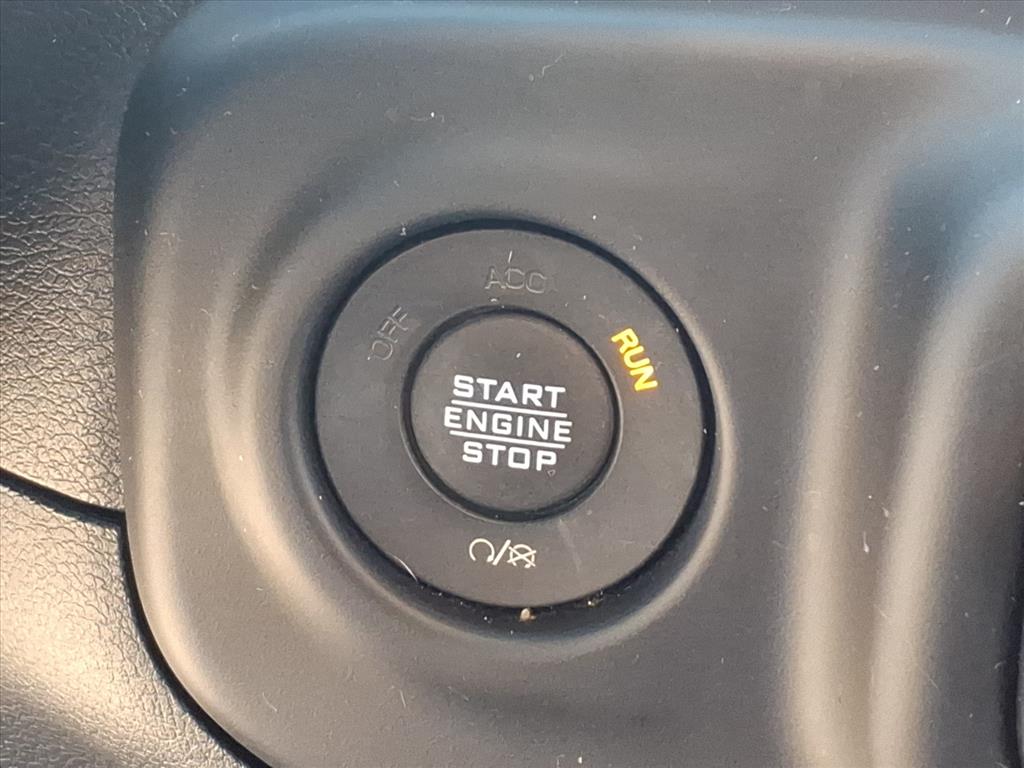 ACC
OFF
RUN
START
ENGINE
STOP